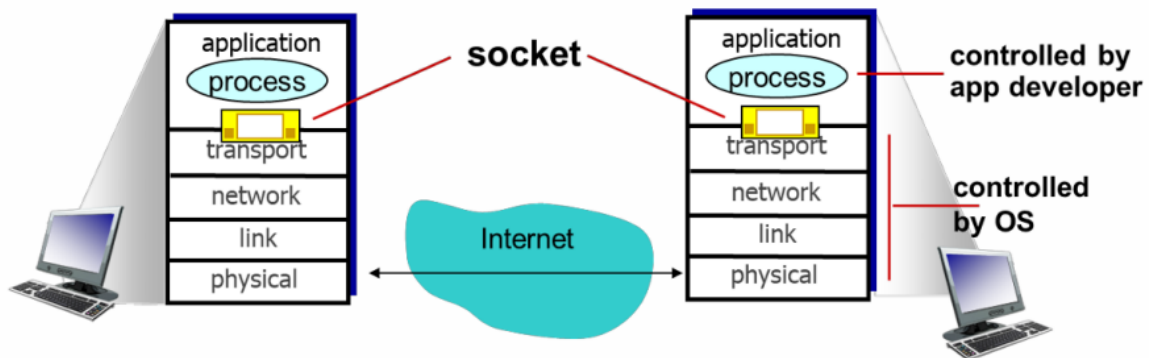 application
process
transport
network
link
physical
socket
Internet
application
process
transport
network
link
physical
controlled by
app developer
controlled
by OS